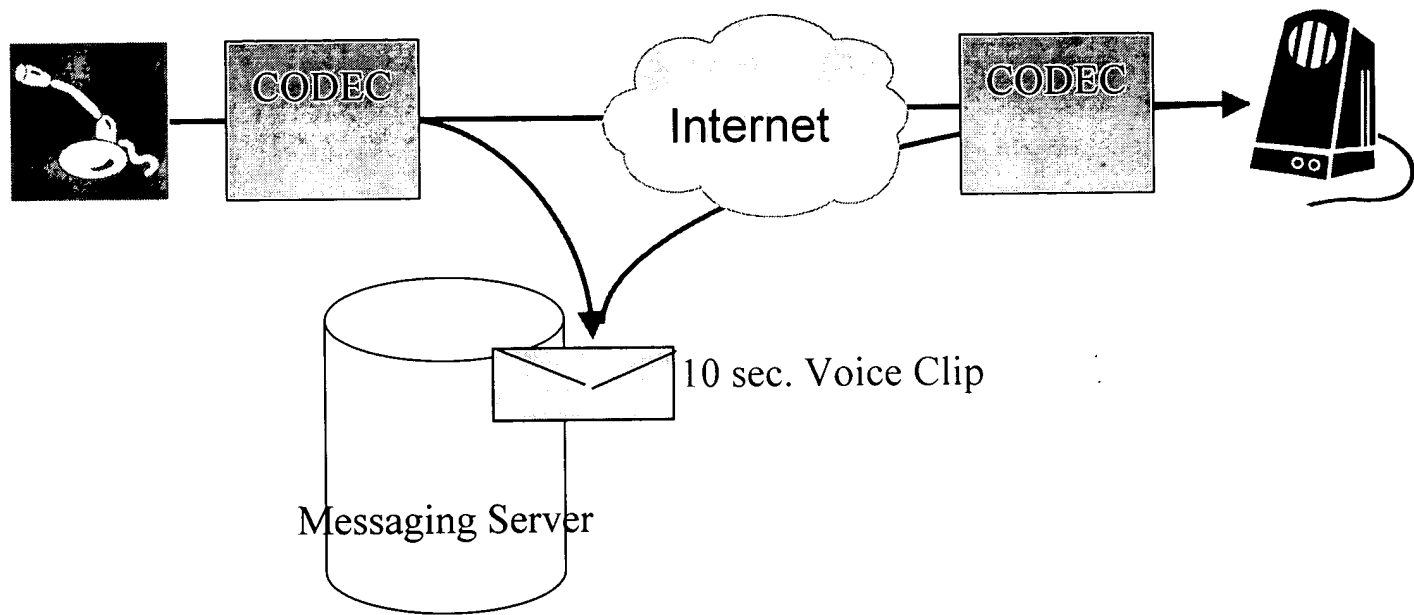 CODEC
Internet
CODEC
10 sec. Voice Clip
Messaging Server